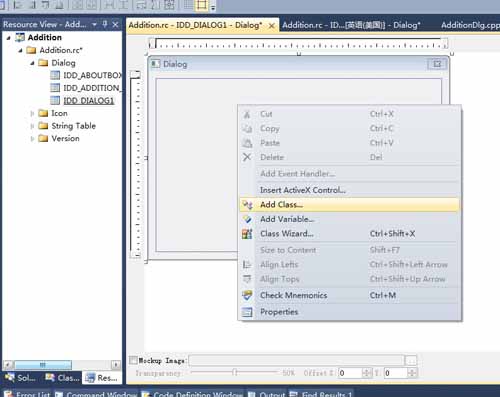 Resource View - Add...
Addition.rc - IDD_DIALOG1 - Dialog*
Addition.rc - ID...[英语(美国)] - Dialog*
AdditionDlg.cpp
Addition
Addition.rc*
Dialog
IDD_ABOUTBOX
IDD_ADDITION_
IDD_DIALOG1
Icon
String Table
Version
Dialog
Cut Ctrl+X
Copy Ctrl+C
Paste Ctrl+V
Delete Del
Add Event Handler...
Insert ActiveX Control...
Add Class...
Add Variable...
Class Wizard... Ctrl+Shift+X
Size to Content Shift+F7
Align Lefts Ctrl+Shift+Left Arrow
Align Tops Ctrl+Shift+Up Arrow
Check Mnemonics Ctrl+M
Properties
Mockup Image: ...
Transparency: 50% Offset X: 0 Y: 0
Sol... Clas... Res...
Error List Command Window Code Definition Window Output Find Results 1